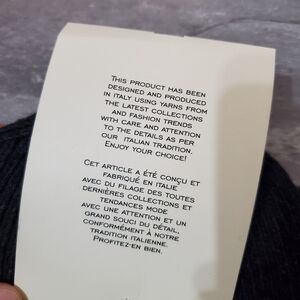 THIS PRODUCT HAS BEEN
DESIGNED AND PRODUCED
IN ITALY USING YARNS FROM
THE LATEST COLLECTIONS
AND FASHION TRENDS
WITH CARE AND ATTENTION
TO THE DETAILS AS PER
OUR ITALIAN TRADITION.
ENJOY YOUR CHOICE!
CET ARTICLE A ÉTÉ CONÇU ET
FABRIQUÉ EN ITALIE
AVEC DU FILAGE DES TOUTES
DERNIÈRES COLLECTIONS ET
TENDANCES MODE
AVEC UNE ATTENTION ET UN
GRAND SOUCI DU DÉTAIL,
CONFORMÉMENT À NOTRE
TRADITION ITALIENNE.
PROFITEZ-EN BIEN.